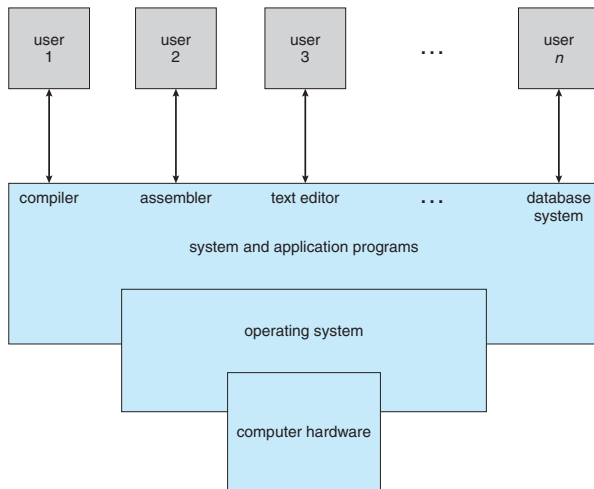 user
1
user
2
user
3
...
user
n
compiler
assembler
text editor
...
database
system
system and application programs
operating system
computer hardware